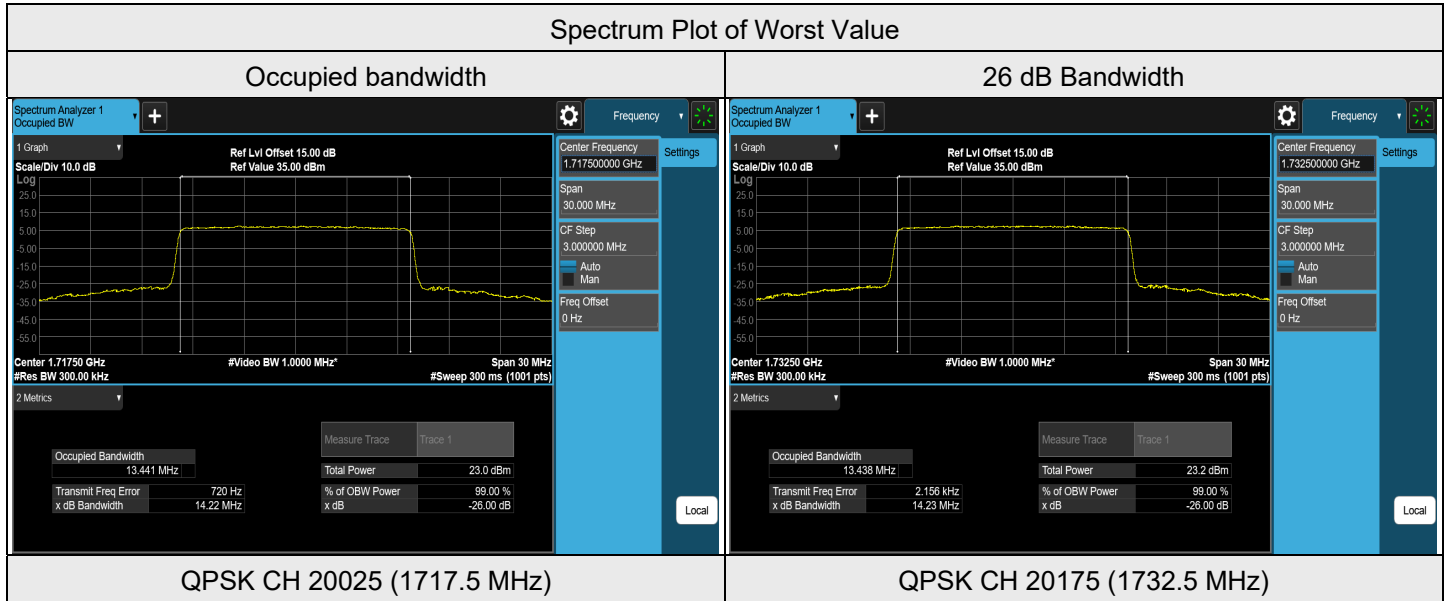 Spectrum Plot of Worst Value
Occupied bandwidth
26 dB Bandwidth
Spectrum Analyzer 1
Occupied BW
+
Frequency
1 Graph
Scale/Div 10.0 dB
Ref Lvl Offset 15.00 dB
Ref Value 35.00 dBm
Log
25.0
15.0
5.00
-5.00
-15.0
-25.0
-35.0
-45.0
-55.0
Center 1.71750 GHz
#Video BW 1.0000 MHz*
Span 30 MHz
#Res BW 300.00 kHz
#Sweep 300 ms (1001 pts)
Center Frequency
1.717500000 GHz
Settings
Span
30.000 MHz
CF Step
3.000000 MHz
Auto
Man
Freq Offset
0 Hz
Local
2 Metrics
Measure Trace Trace 1
Occupied Bandwidth
13.441 MHz
Total Power 23.0 dBm
Transmit Freq Error 720 Hz
% of OBW Power 99.00 %
x dB Bandwidth 14.22 MHz
x dB -26.00 dB
Spectrum Analyzer 1
Occupied BW
+
Frequency
1 Graph
Scale/Div 10.0 dB
Ref Lvl Offset 15.00 dB
Ref Value 35.00 dBm
Log
25.0
15.0
5.00
-5.00
-15.0
-25.0
-35.0
-45.0
-55.0
Center 1.73250 GHz
#Video BW 1.0000 MHz*
Span 30 MHz
#Res BW 300.00 kHz
#Sweep 300 ms (1001 pts)
Center Frequency
1.732500000 GHz
Settings
Span
30.000 MHz
CF Step
3.000000 MHz
Auto
Man
Freq Offset
0 Hz
Local
2 Metrics
Measure Trace Trace 1
Occupied Bandwidth
13.438 MHz
Total Power 23.2 dBm
Transmit Freq Error 2.156 kHz
% of OBW Power 99.00 %
x dB Bandwidth 14.23 MHz
x dB -26.00 dB
QPSK CH 20025 (1717.5 MHz)
QPSK CH 20175 (1732.5 MHz)